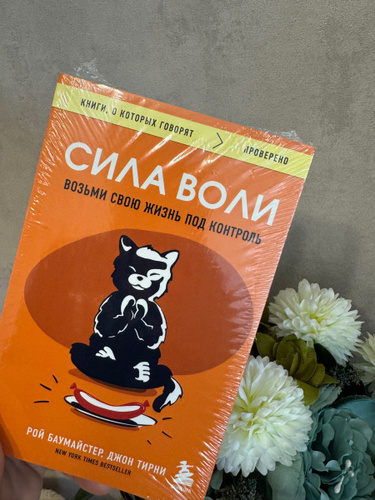 КНИГИ, О КОТОРЫХ ГОВОРЯТ > ПРОВЕРЕНО
СИЛА ВОЛИ
ВОЗЬМИ СВОЮ ЖИЗНЬ ПОД КОНТРОЛЬ
РОЙ БАУМАЙСТЕР, ДЖОН ТИРНИ
NEW YORK TIMES BESTSELLER